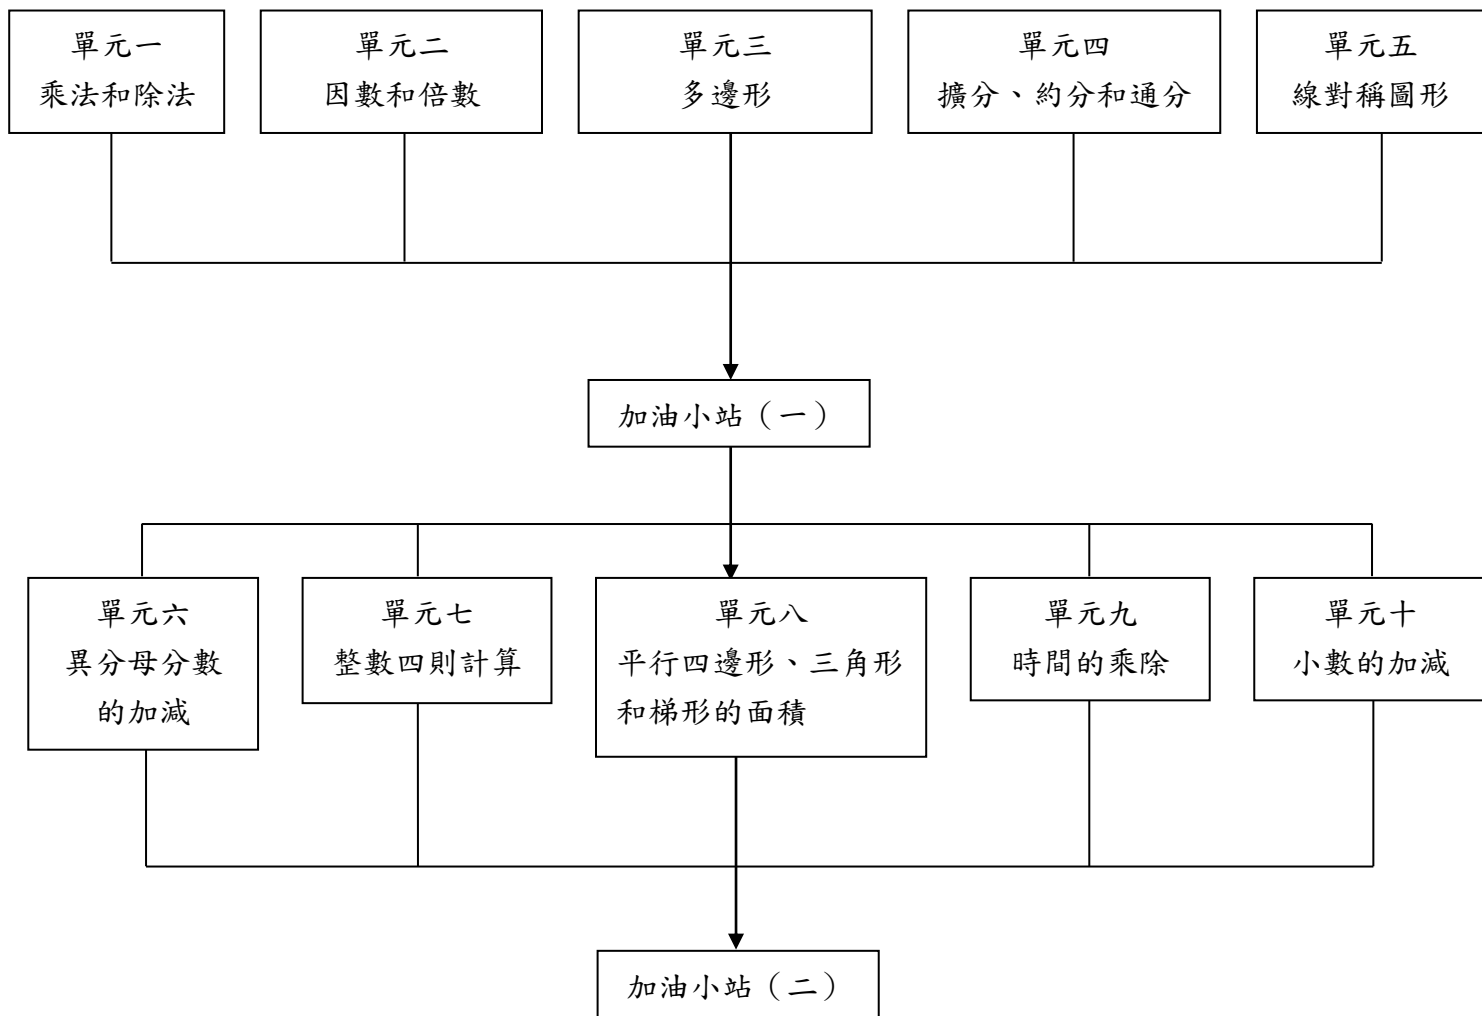 單元一
乘法和除法
單元二
因數和倍數
單元三
多邊形
單元四
擴分、約分和通分
單元五
線對稱圖形
加油小站（一）
單元六
異分母分數
的加減
單元七
整數四則計算
單元八
平行四邊形、三角形
和梯形的面積
單元九
時間的乘除
單元十
小數的加減
加油小站（二）